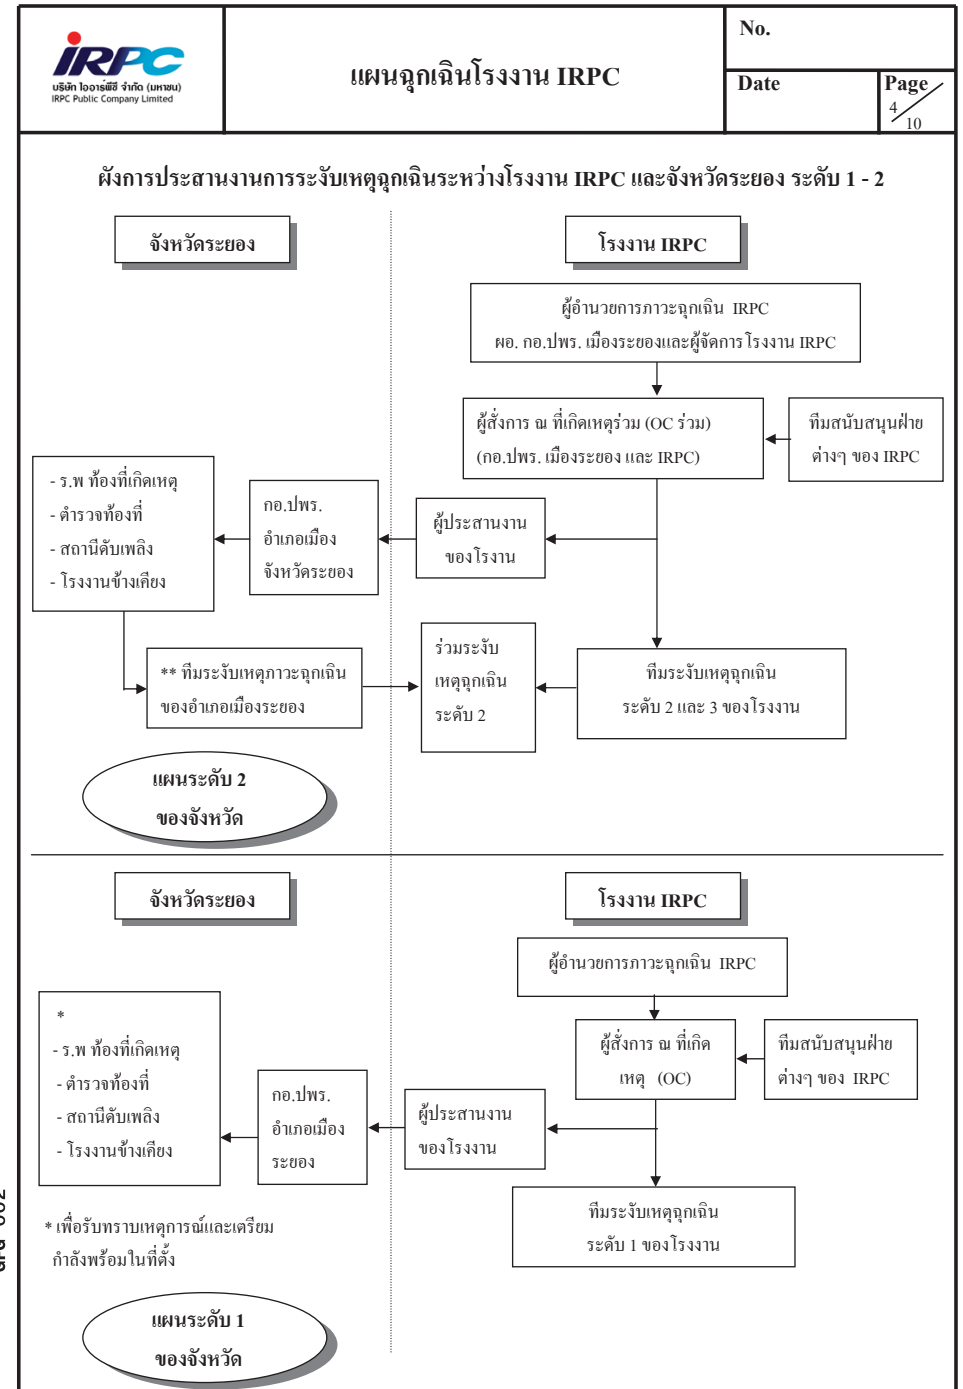 IRPC
บริษัท ไออาร์พีซี จำกัด (มหาชน)
IRPC Public Company Limited
แผนฉุกเฉินโรงงาน IRPC
No.
Date
Page
4
10
ผังการประสานงานการระงับเหตุฉุกเฉินระหว่างโรงงาน IRPC และจังหวัดระยอง ระดับ 1 - 2
จังหวัดระยอง
โรงงาน IRPC
ผู้อำนวยการภาวะฉุกเฉิน IRPC
ผอ. กอ.ปพร. เมืองระยองและผู้จัดการโรงงาน IRPC
ผู้สั่งการ ณ ที่เกิดเหตุร่วม (OC ร่วม)
(กอ.ปพร. เมืองระยอง และ IRPC)
ทีมสนับสนุนฝ่าย
ต่างๆ ของ IRPC
- ร.พ ท้องที่เกิดเหตุ
- ตำรวจท้องที่
- สถานีดับเพลิง
- โรงงานข้างเคียง
กอ.ปพร.
อำเภอเมือง
จังหวัดระยอง
ผู้ประสานงาน
ของโรงาน
** ทีมระงับเหตุภาวะฉุกเฉิน
ของอำเภอเมืองระยอง
ร่วมระงับ
เหตุฉุกเฉิน
ระดับ 2
ทีมระงับเหตุฉุกเฉิน
ระดับ 2 และ 3 ของโรงงาน
แผนระดับ 2
ของจังหวัด
จังหวัดระยอง
โรงงาน IRPC
ผู้อำนวยการภาวะฉุกเฉิน IRPC
ผู้สั่งการ ณ ที่เกิด
เหตุ (OC)
ทีมสนับสนุนฝ่าย
ต่างๆ ของ IRPC
*
- ร.พ ท้องที่เกิดเหตุ
- ตำรวจท้องที่
- สถานีดับเพลิง
- โรงงานข้างเคียง
กอ.ปพร.
อำเภอเมือง
ระยอง
ผู้ประสานงาน
ของโรงงาน
ทีมระงับเหตุฉุกเฉิน
ระดับ 1 ของโรงงาน
* เพื่อรับทราบเหตุการณ์และเตรียม
กำลังพร้อมในที่ตั้ง
แผนระดับ 1
ของจังหวัด